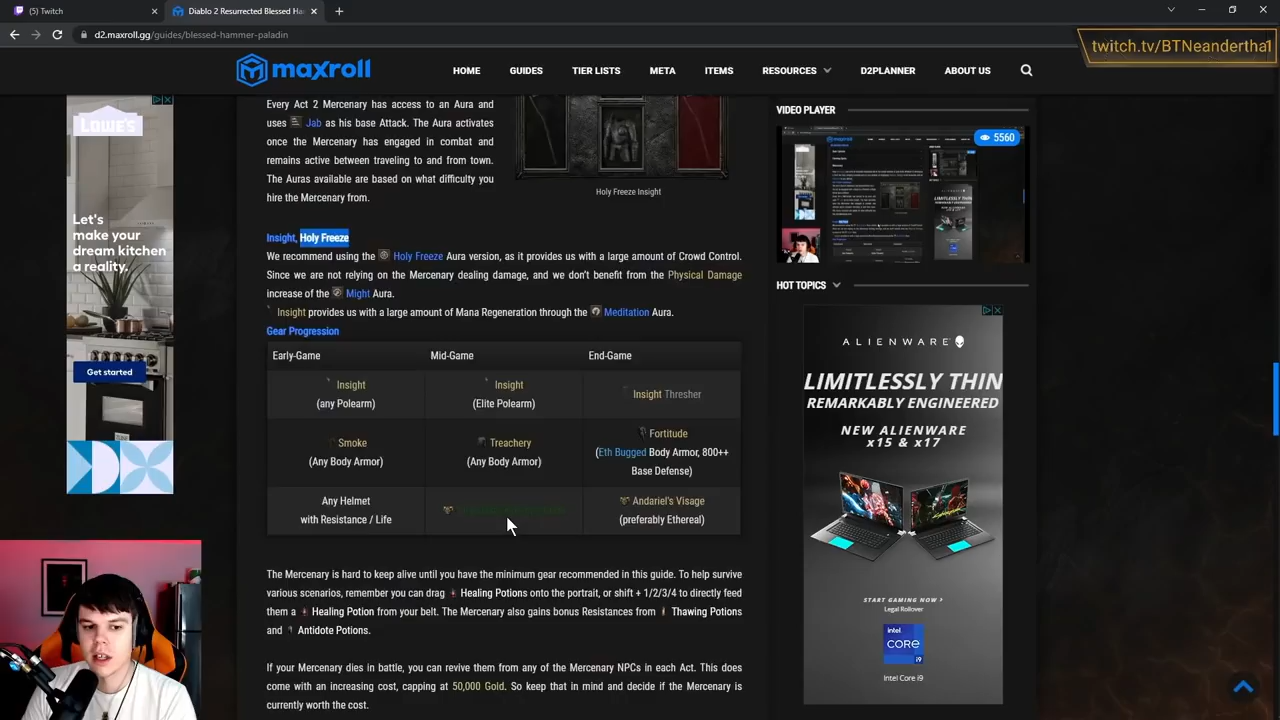 (5) Twitch
Diablo 2 Resurrected Blessed Ha
d2.maxroll.gg/guides/blessed-hammer-paladin
twitch.tv/BTNeandertha1
maxroll
HOME GUIDES TIER LISTS META ITEMS RESOURCES D2PLANNER ABOUT US
LOWE'S
Let's
make your
dream kitchen
a reality.
Get started
Every Act 2 Mercenary has access to an Aura and
uses Jab as his base Attack. The Aura activates
once the Mercenary has engaged in combat and
remains active between traveling to and from town.
The Auras available are based on what difficulty you
hire the Mercenary from.
Holy Freeze Insight
Insight, Holy Freeze
We recommend using the Holy Freeze Aura version, as it provides us with a large amount of Crowd Control.
Since we are not relying on the Mercenary dealing damage, and we don't benefit from the Physical Damage
increase of the Might Aura.
Insight provides us with a large amount of Mana Regeneration through the Meditation Aura.
Gear Progression
Early-Game Mid-Game End-Game
Insight
(any Polearm)
Insight
(Elite Polearm)
Insight Thresher
Smoke
(Any Body Armor)
Treachery
(Any Body Armor)
Fortitude
(Eth Bugged Body Armor, 800++
Base Defense)
Any Helmet
with Resistance / Life
Andariel's Visage
(preferably Ethereal)
The Mercenary is hard to keep alive until you have the minimum gear recommended in this guide. To help survive
various scenarios, remember you can drag Healing Potions onto the portrait, or shift + 1/2/3/4 to directly feed
them a Healing Potion from your belt. The Mercenary also gains bonus Resistances from Thawing Potions
and Antidote Potions.
If your Mercenary dies in battle, you can revive them from any of the Mercenary NPCs in each Act. This does
come with an increasing cost, capping at 50,000 Gold. So keep that in mind and decide if the Mercenary is
currently worth the cost.
VIDEO PLAYER
5560
HOT TOPICS
ALIENWARE
LIMITLESSLY THIN
REMARKABLY ENGINEERED
NEW ALIENWARE
x15 & x17
START GAMING NOW >
Legal Rollover
intel
CORE
i9
Intel Core i9